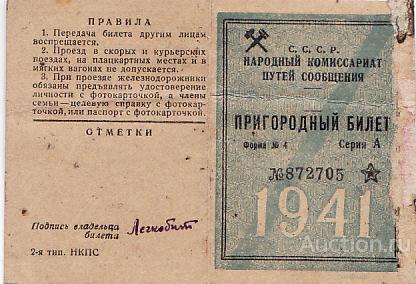 ПРАВИЛА
1. Передача билета другим лицам
воспрещается.
2. Проезд в скорых и курьерских
поездах, на плацкартных местах и в
мягких вагонах не допускается.
3. При проезде железнодорожники
обязаны предъявлять удостоверение
личности с фотокарточкой, а члены
семьи—целевую справку с фотокар-
точкой, или паспорт с фотокарточкой.
ОТМЕТКИ
Подпись владельца
билета Легкобит
2-я тип. НКПС
С. С. С. Р.
НАРОДНЫЙ КОМИССАРИАТ
ПУТЕЙ СООБЩЕНИЯ
ПРИГОРОДНЫЙ БИЛЕТ
Форма № 4 Серия А
№872705
1941
Auction.ru